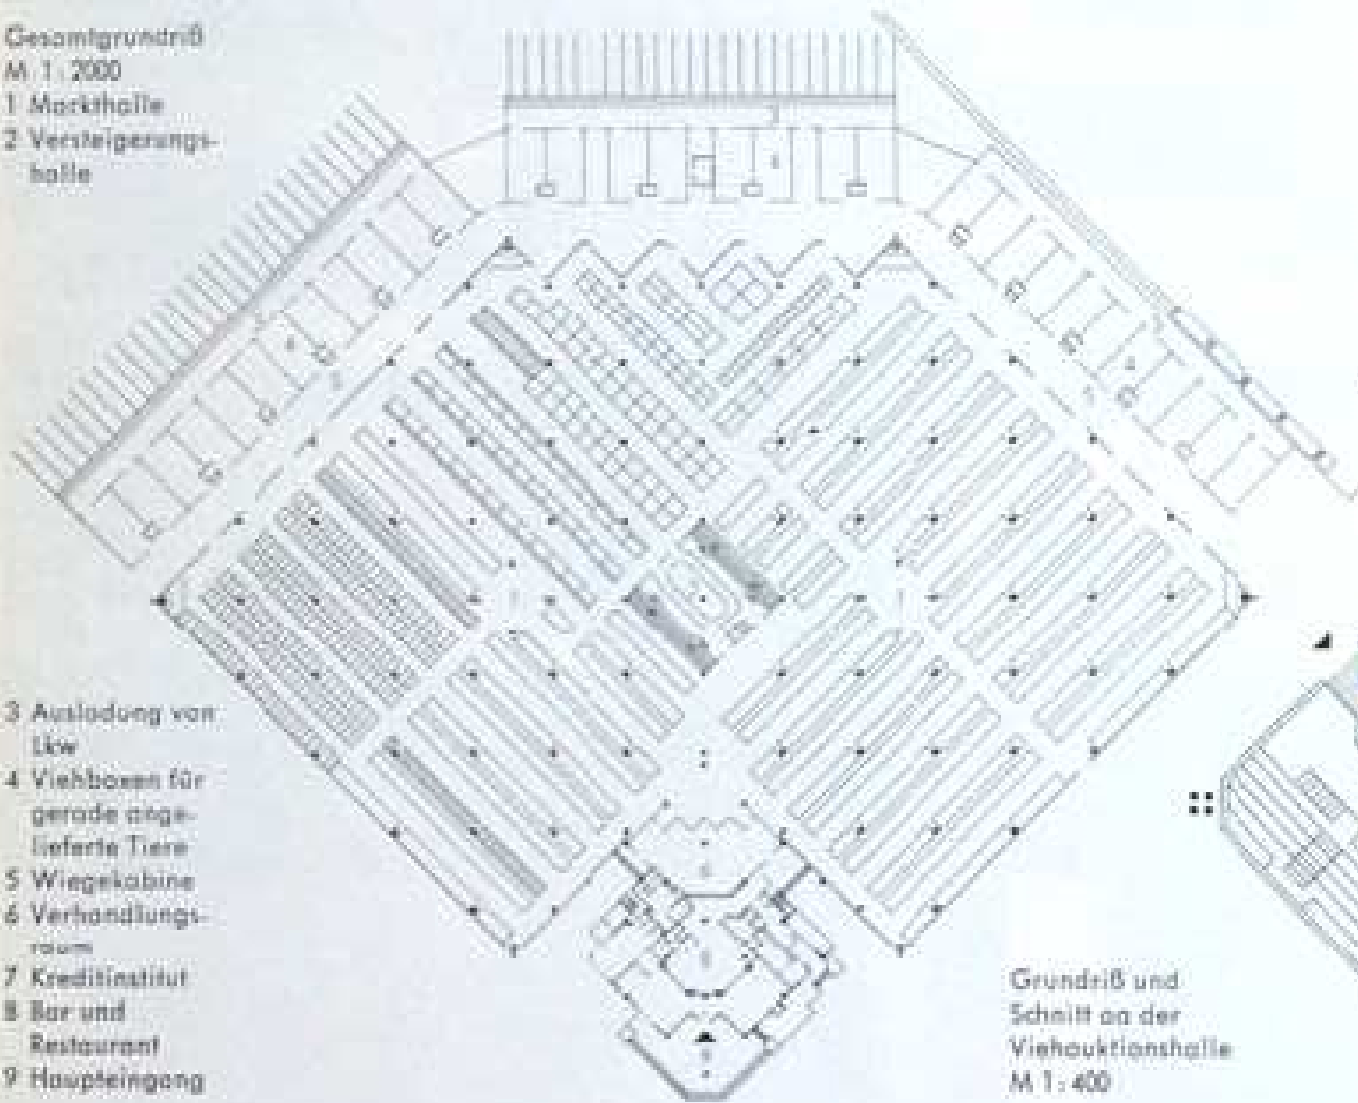 Gesamtgrundriß
M 1:2000
1 Markthalle
2 Versteigerungs-
halle
3 Ausladung von
Lkw
4 Viehboxen für
gerade ange-
lieferte Tiere
5 Wiegekabine
6 Verhandlungs-
raum
7 Kreditinstitut
8 Bar und
Restaurant
9 Haupteingang
Grundriß und
Schnitt aa der
Viehauktionshalle
M 1:400